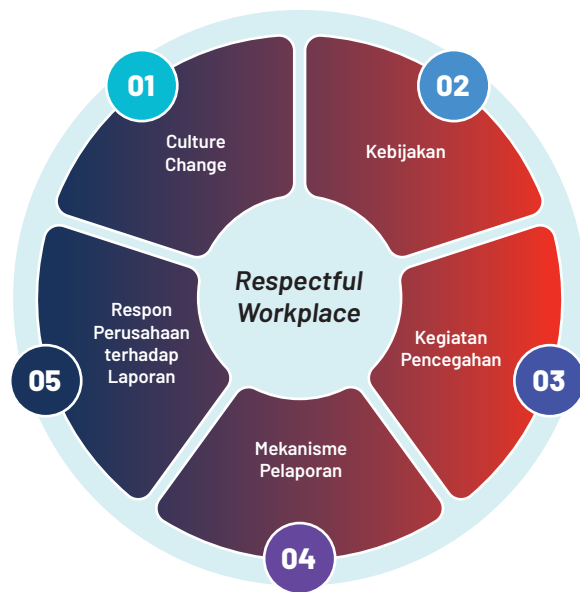 01
Culture
Change
02
Kebijakan
Respectful
Workplace
03
Kegiatan
Pencegahan
04
Mekanisme
Pelaporan
05
Respon
Perusahaan
terhadap
Laporan